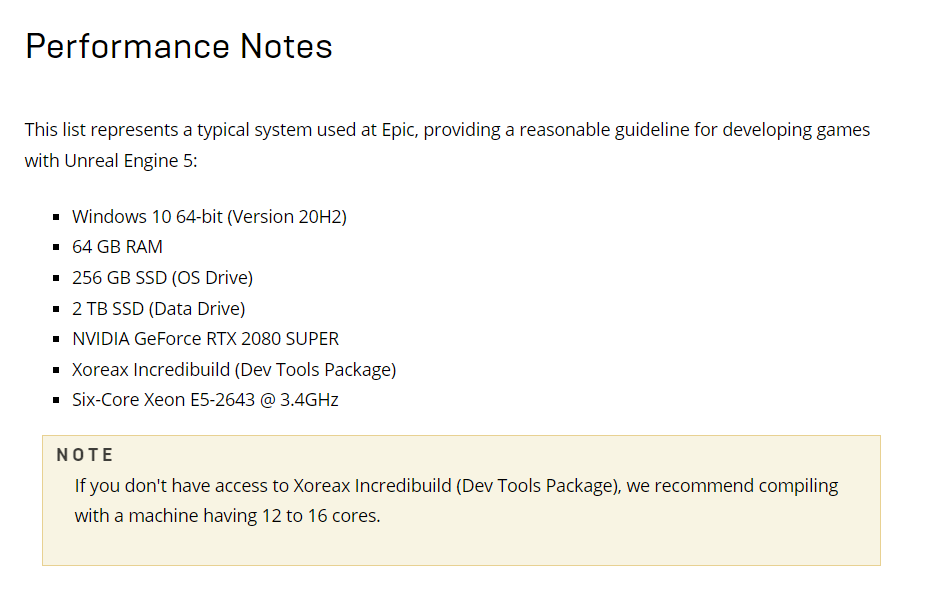 Performance Notes
This list represents a typical system used at Epic, providing a reasonable guideline for developing games
with Unreal Engine 5:
Windows 10 64-bit (Version 20H2)
64 GB RAM
256 GB SSD (OS Drive)
2 TB SSD (Data Drive)
NVIDIA GeForce RTX 2080 SUPER
Xoreax Incredibuild (Dev Tools Package)
Six-Core Xeon E5-2643 @ 3.4GHz
NOTE
If you don't have access to Xoreax Incredibuild (Dev Tools Package), we recommend compiling
with a machine having 12 to 16 cores.